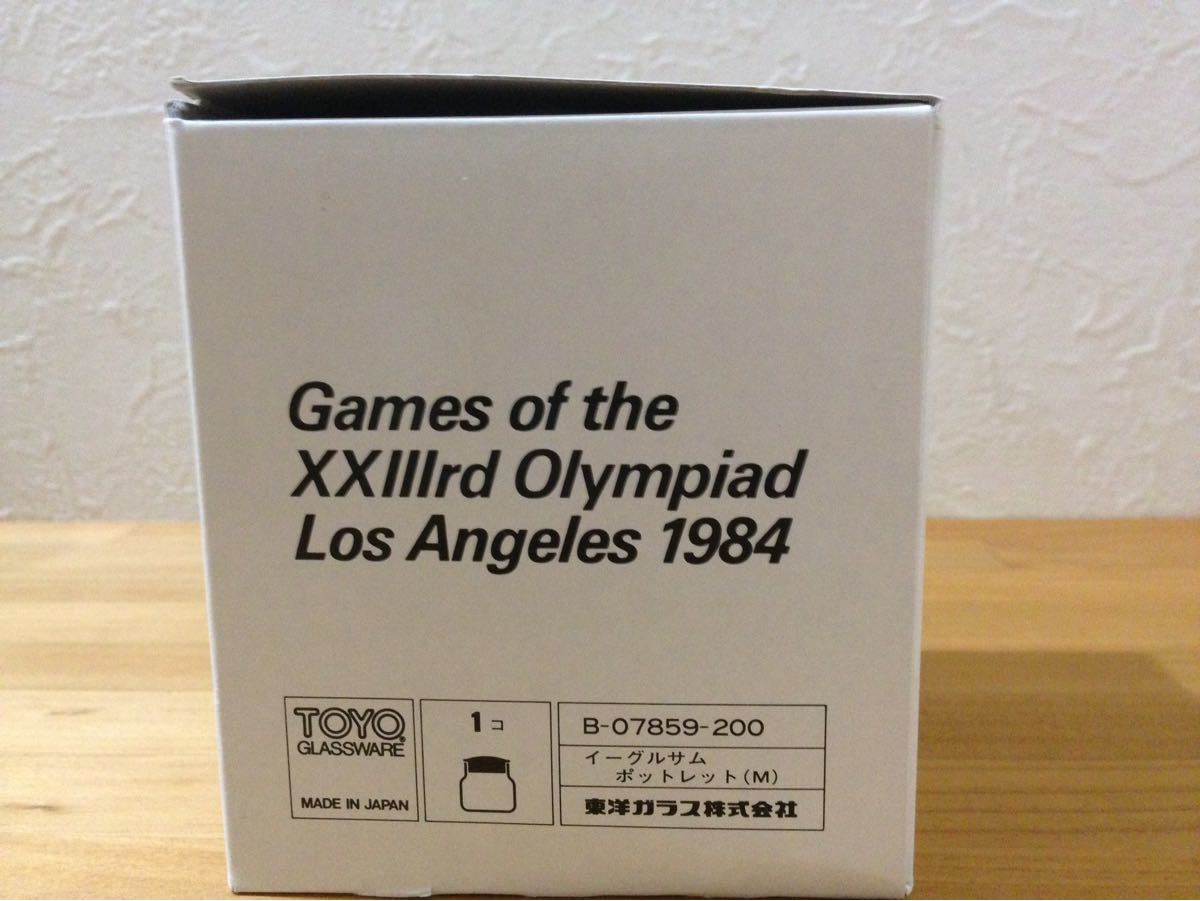 Games of the
XXIIIrd Olympiad
Los Angeles 1984
TOYO®
GLASSWARE
MADE IN JAPAN
1コ
B-07859-200
イーグルサム
ポットレット(M)
東洋ガラス株式会社